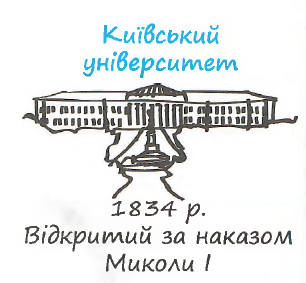 Київський
університет
1834 р.
Відкритий за наказом
Миколи І